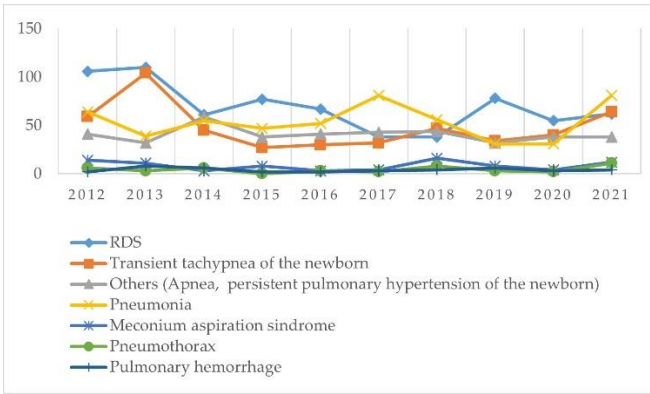 150
100
50
0
2012 2013 2014 2015 2016 2017 2018 2019 2020 2021
RDS
Transient tachypnea of the newborn
Others (Apnea, persistent pulmonary hypertension of the newborn)
Pneumonia
Meconium aspiration sindrome
Pneumothorax
Pulmonary hemorrhage